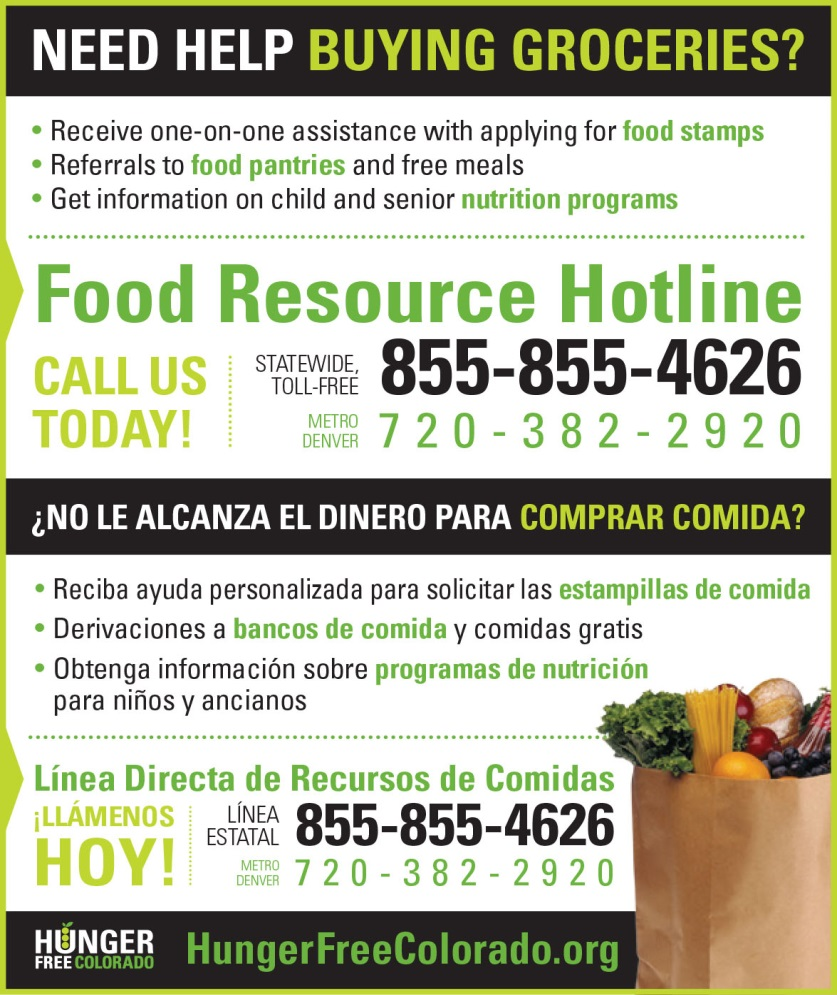 NEED HELP BUYING GROCERIES?
• Receive one-on-one assistance with applying for food stamps
• Referrals to food pantries and free meals
• Get information on child and senior nutrition programs
Food Resource Hotline
CALL US
TODAY!
STATEWIDE,
TOLL-FREE
855-855-4626
METRO
DENVER
720-382-2920
¿NO LE ALCANZA EL DINERO PARA COMPRAR COMIDA?
• Reciba ayuda personalizada para solicitar las estampillas de comida
• Derivaciones a bancos de comida y comidas gratis
• Obtenga información sobre programas de nutrición
para niños y ancianos
Línea Directa de Recursos de Comidas
¡LLÁMENOS
HOY!
LÍNEA
ESTATAL
855-855-4626
METRO
DENVER
720-382-2920
HUNGER
FREE COLORADO
HungerFreeColorado.org